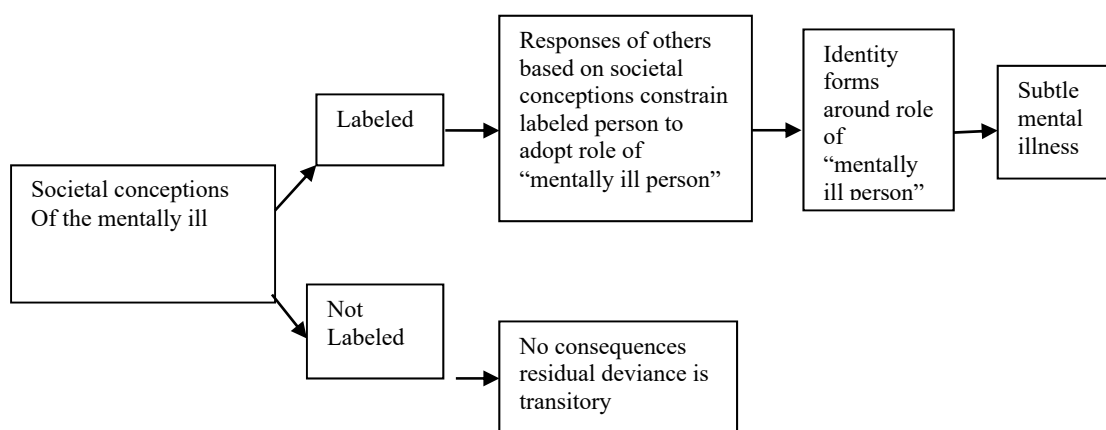 Societal conceptions
Of the mentally ill
Labeled
Responses of others
based on societal
conceptions constrain
labeled person to
adopt role of
“mentally ill person”
Identity
forms
around role
of
“mentally
ill person”
Subtle
mental
illness
Not
Labeled
No consequences
residual deviance is
transitory